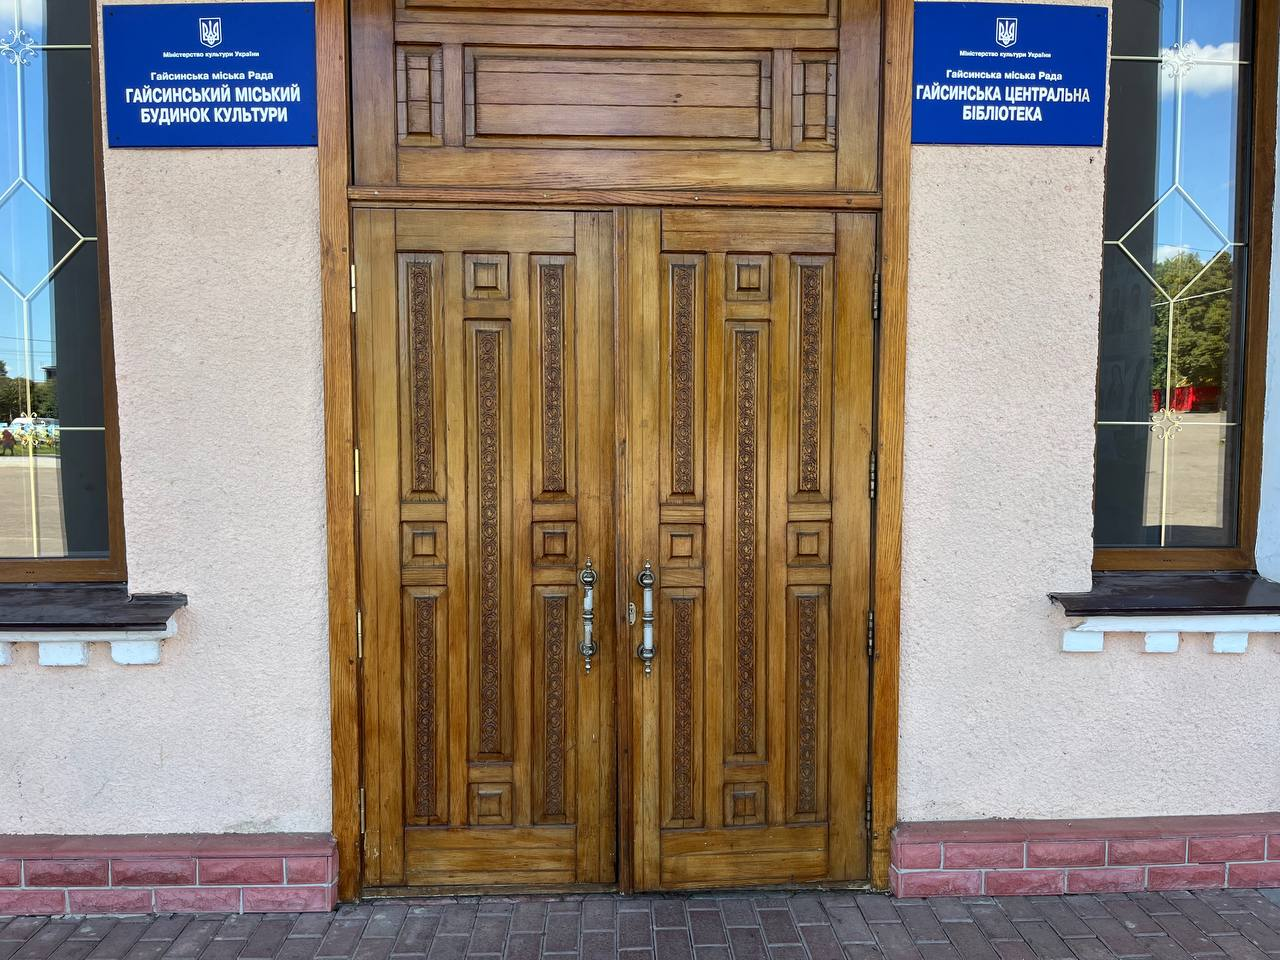 Міністерство культури України
Гайсинська міська Рада
ГАЙСИНСЬКИЙ МІСЬКИЙ
БУДИНОК КУЛЬТУРИ
Міністерство культури України
Гайсинська міська Рада
ГАЙСИНСЬКА ЦЕНТРАЛЬНА
БІБЛІОТЕКА